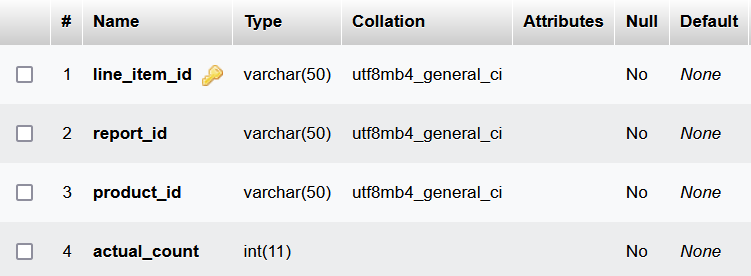 # Name Type Collation Attributes Null Default
1 line_item_id varchar(50) utf8mb4_general_ci No None
2 report_id varchar(50) utf8mb4_general_ci No None
3 product_id varchar(50) utf8mb4_general_ci No None
4 actual_count int(11) No None